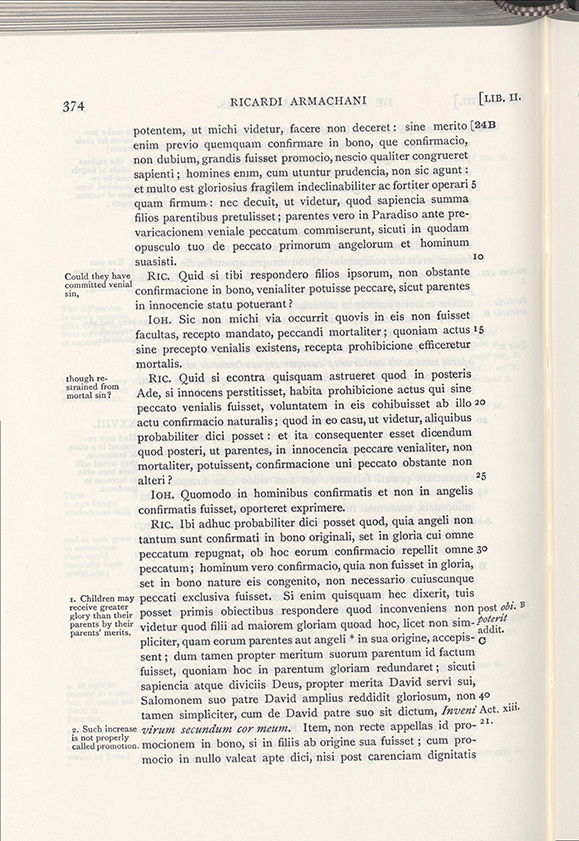 374 RICARDI ARMACHANI [LIB. II.
potentem, ut michi videtur, facere non deceret : sine merito [24B
enim previo quemquam confirmare in bono, que confirmacio,
non dubium, grandis fuisset promocio, nescio qualiter congrueret
sapienti ; homines enim, cum utuntur prudencia, non sic agunt :
et multo est gloriosius fragilem indeclinabiliter ac fortiter operari 5
quam firmum : nec decuit, ut videtur, quod sapiencia summa
filios parentibus pretulisset ; parentes vero in Paradiso ante pre-
varicacionem veniale peccatum commiserunt, sicuti in quodam
opusculo tuo de peccato primorum angelorum et hominum
suasisti. 10
Could they have
committed venial
sin,
RIC. Quid si tibi respondero filios ipsorum, non obstante
confirmacione in bono, venialiter potuisse peccare, sicut parentes
in innocencie statu potuerant ?
IOH. Sic non michi via occurrit quovis in eis non fuisset
facultas, recepto mandato, peccandi mortaliter ; quoniam actus 15
sine precepto venialis existens, recepta prohibicione efficeretur
mortalis.
though re-
strained from
mortal sin?
RIC. Quid si econtra quisquam astrueret quod in posteris
Ade, si innocens perstitisset, habita prohibicione actus qui sine
peccato venialis fuisset, voluntatem in eis cohibuisset ab illo 20
actu confirmacio naturalis ; quod in eo casu, ut videtur, aliquibus
probabiliter dici posset : et ita consequenter esset dicendum
quod posteri, ut parentes, in innocencia peccare venialiter, non
mortaliter, potuissent, confirmacione uni peccato obstante non
alteri ? 25
IOH. Quomodo in hominibus confirmatis et non in angelis
confirmatis fuisset, oporteret exprimere.
RIC. Ibi adhuc probabiliter dici posset quod, quia angeli non
tantum sunt confirmati in bono originali, set in gloria cui omne
peccatum repugnat, ob hoc eorum confirmacio repellit omne 30
peccatum ; hominum vero confirmacio, quia non fuisset in gloria,
set in bono nature eis congenito, non necessario cuiuscunque
peccati exclusiva fuisset. Si enim quisquam hec dixerit, tuis
1. Children may
receive greater
glory than their
parents by their
parents' merits.
posset primis obiectibus respondere quod inconveniens non post obi. B
videtur quod filii ad maiorem gloriam quoad hoc, licet non sim- poterit
pliciter, quam eorum parentes aut angeli * in sua origine, accepis- addit.
C
sent ; dum tamen propter meritum suorum parentum id factum
fuisset, quoniam hoc in parentum gloriam redundaret ; sicuti
sapiencia atque diviciis Deus, propter merita David servi sui,
Salomonem suo patre David amplius reddidit gloriosum, non 40
tamen simpliciter, cum de David patre suo sit dictum, Inveni Act. xiii.
21.
2. Such increase
is not properly
called promotion.
virum secundum cor meum. Item, non recte appellas id pro-
mocionem in bono, si in filiis ab origine sua fuisset ; cum pro-
mocio in nullo valeat apte dici, nisi post carenciam dignitatis